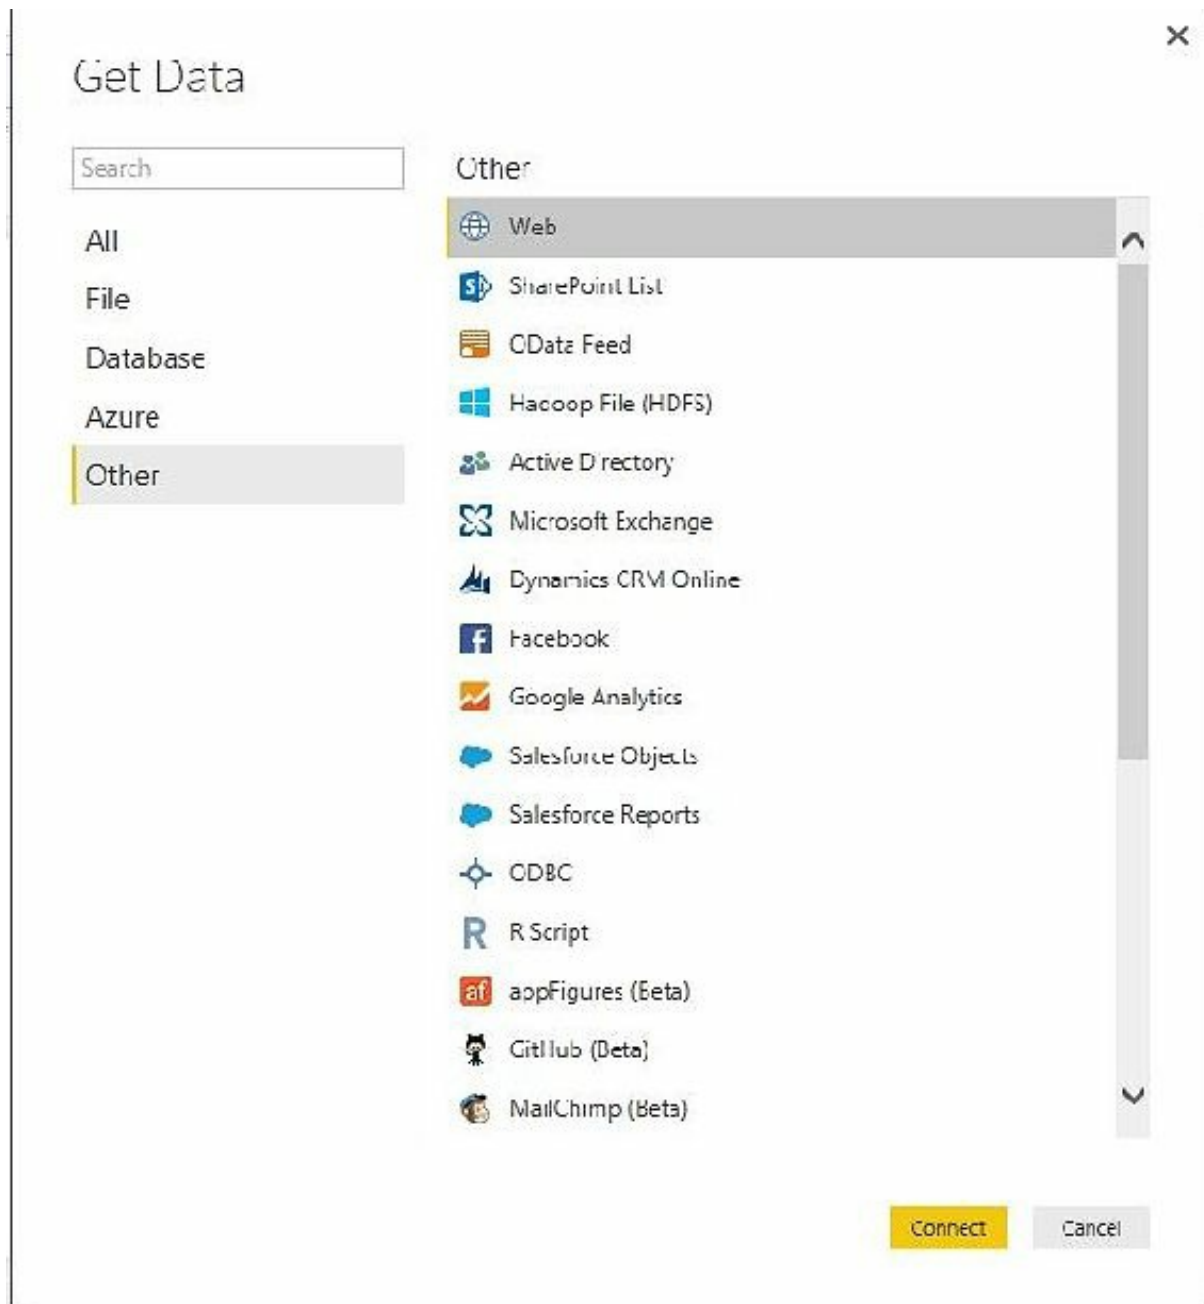 Get Data
Search
All
File
Database
Azure
Other
Other
Web
SharePoint List
OData Feed
Hadoop File (HDFS)
Active Directory
Microsoft Exchange
Dynamics CRM Online
Facebook
Google Analytics
Salesforce Objects
Salesforce Reports
ODBC
R Script
appFigures (Beta)
GitHub (Beta)
MailChimp (Beta)
Connect
Cancel